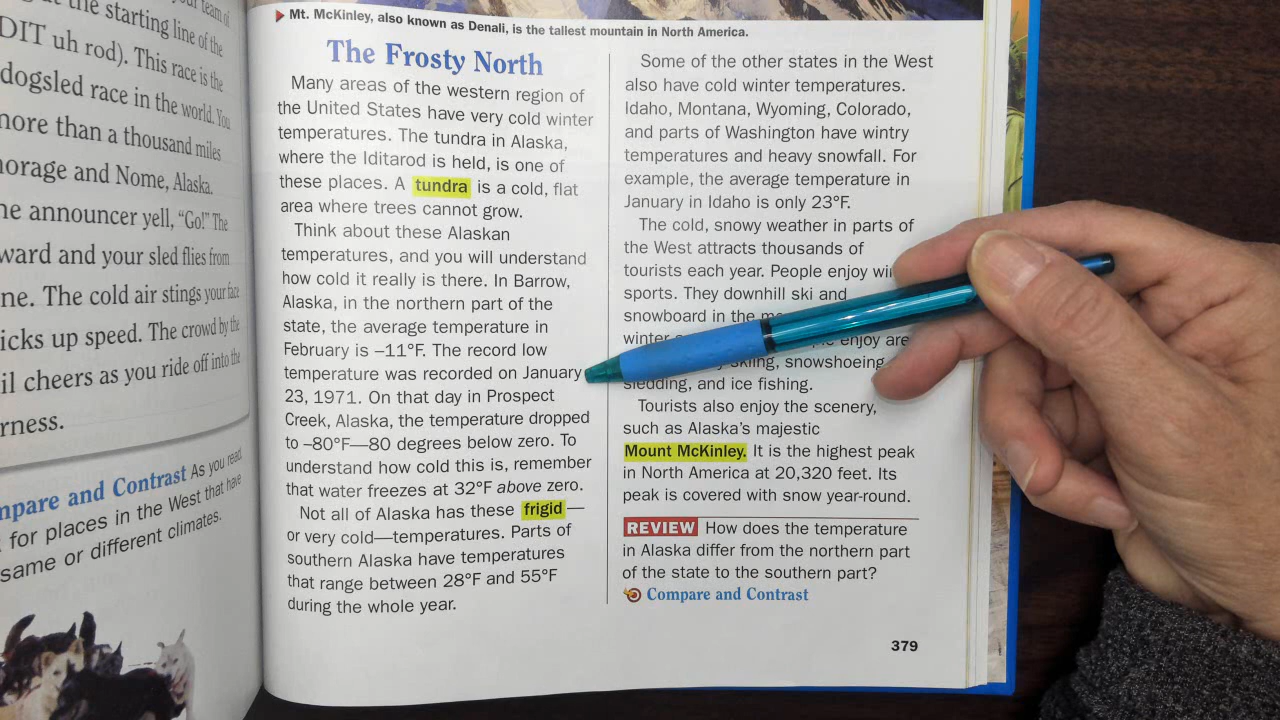 the starting line of the
DIT uh rod). This race is the
dogsled race in the world. You
more than a thousand miles
and Nome, Alaska.
announcer yell, “Go!” The
and your sled flies from
The cold air stings your face
up speed. The crowd by the
cheers as you ride off into the
Compare and Contrast As you read,
for places in the West that have
same or different climates.
Mt. McKinley, also known as Denali, is the tallest mountain in North America.
The Frosty North
Many areas of the western region of
the United States have very cold winter
temperatures. The tundra in Alaska,
where the Iditarod is held, is one of
these places. A tundra is a cold, flat
area where trees cannot grow.
Think about these Alaskan
temperatures, and you will understand
how cold it really is there. In Barrow,
Alaska, in the northern part of the
state, the average temperature in
February is –11°F. The record low
temperature was recorded on January
23, 1971. On that day in Prospect
Creek, Alaska, the temperature dropped
to –80°F—80 degrees below zero. To
understand how cold this is, remember
that water freezes at 32°F above zero.
Not all of Alaska has these frigid—
or very cold—temperatures. Parts of
southern Alaska have temperatures
that range between 28°F and 55°F
during the whole year.
Some of the other states in the West
also have cold winter temperatures.
Idaho, Montana, Wyoming, Colorado,
and parts of Washington have wintry
temperatures and heavy snowfall. For
example, the average temperature in
January in Idaho is only 23°F.
The cold, snowy weather in parts of
the West attracts thousands of
tourists each year. People enjoy
sports. They downhill ski and
snowboard in the
winter enjoy are
skiing, snowshoeing,
sledding, and ice fishing.
Tourists also enjoy the scenery,
such as Alaska’s majestic
Mount McKinley. It is the highest peak
in North America at 20,320 feet. Its
peak is covered with snow year-round.
REVIEW How does the temperature
in Alaska differ from the northern part
of the state to the southern part?
Compare and Contrast
379